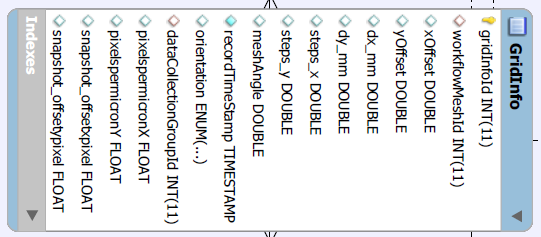 GridInfo
gridInfoId INT(11)
workflowMeshId INT(11)
xOffset DOUBLE
yOffset DOUBLE
dx_mm DOUBLE
dy_mm DOUBLE
steps_x DOUBLE
steps_y DOUBLE
meshAngle DOUBLE
recordTimeStamp TIMESTAMP
orientation ENUM(...)
dataCollectionGroupId INT(11)
pixelspermicronX FLOAT
pixelspermicronY FLOAT
snapshot_offsetxpixel FLOAT
snapshot_offsetypixel FLOAT
Indexes